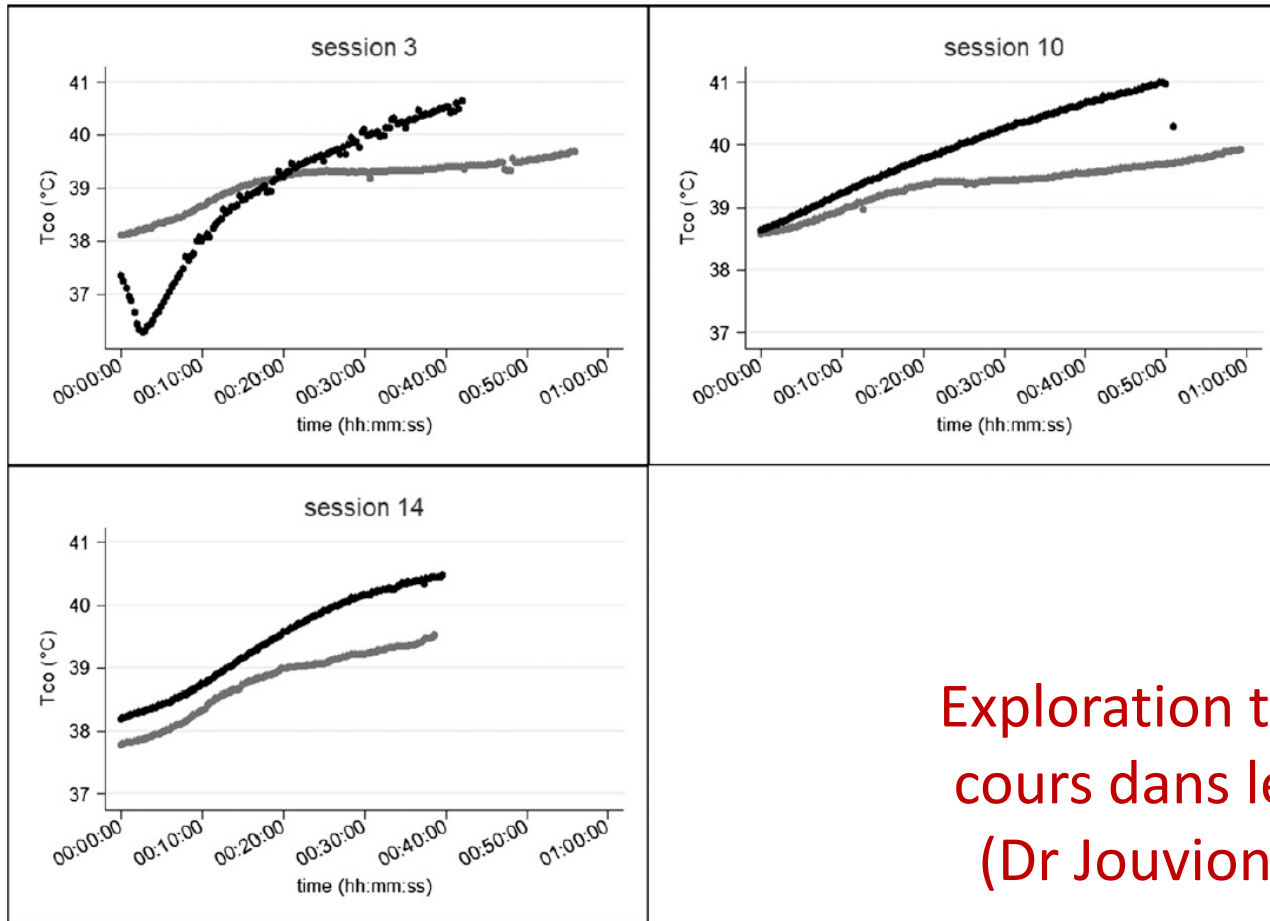 session 3
41
40
39
38
37
Tco (°C)
00:00:00 00:10:00 00:20:00 00:30:00 00:40:00 00:50:00 01:00:00
time (hh:mm:ss)
session 10
41
40
39
38
37
Tco (°C)
00:00:00 00:10:00 00:20:00 00:30:00 00:40:00 00:50:00 01:00:00
time (hh:mm:ss)
session 14
41
40
39
38
37
Tco (°C)
00:00:00 00:10:00 00:20:00 00:30:00 00:40:00 00:50:00 01:00:00
time (hh:mm:ss)
Exploration t
cours dans le
(Dr Jouvion